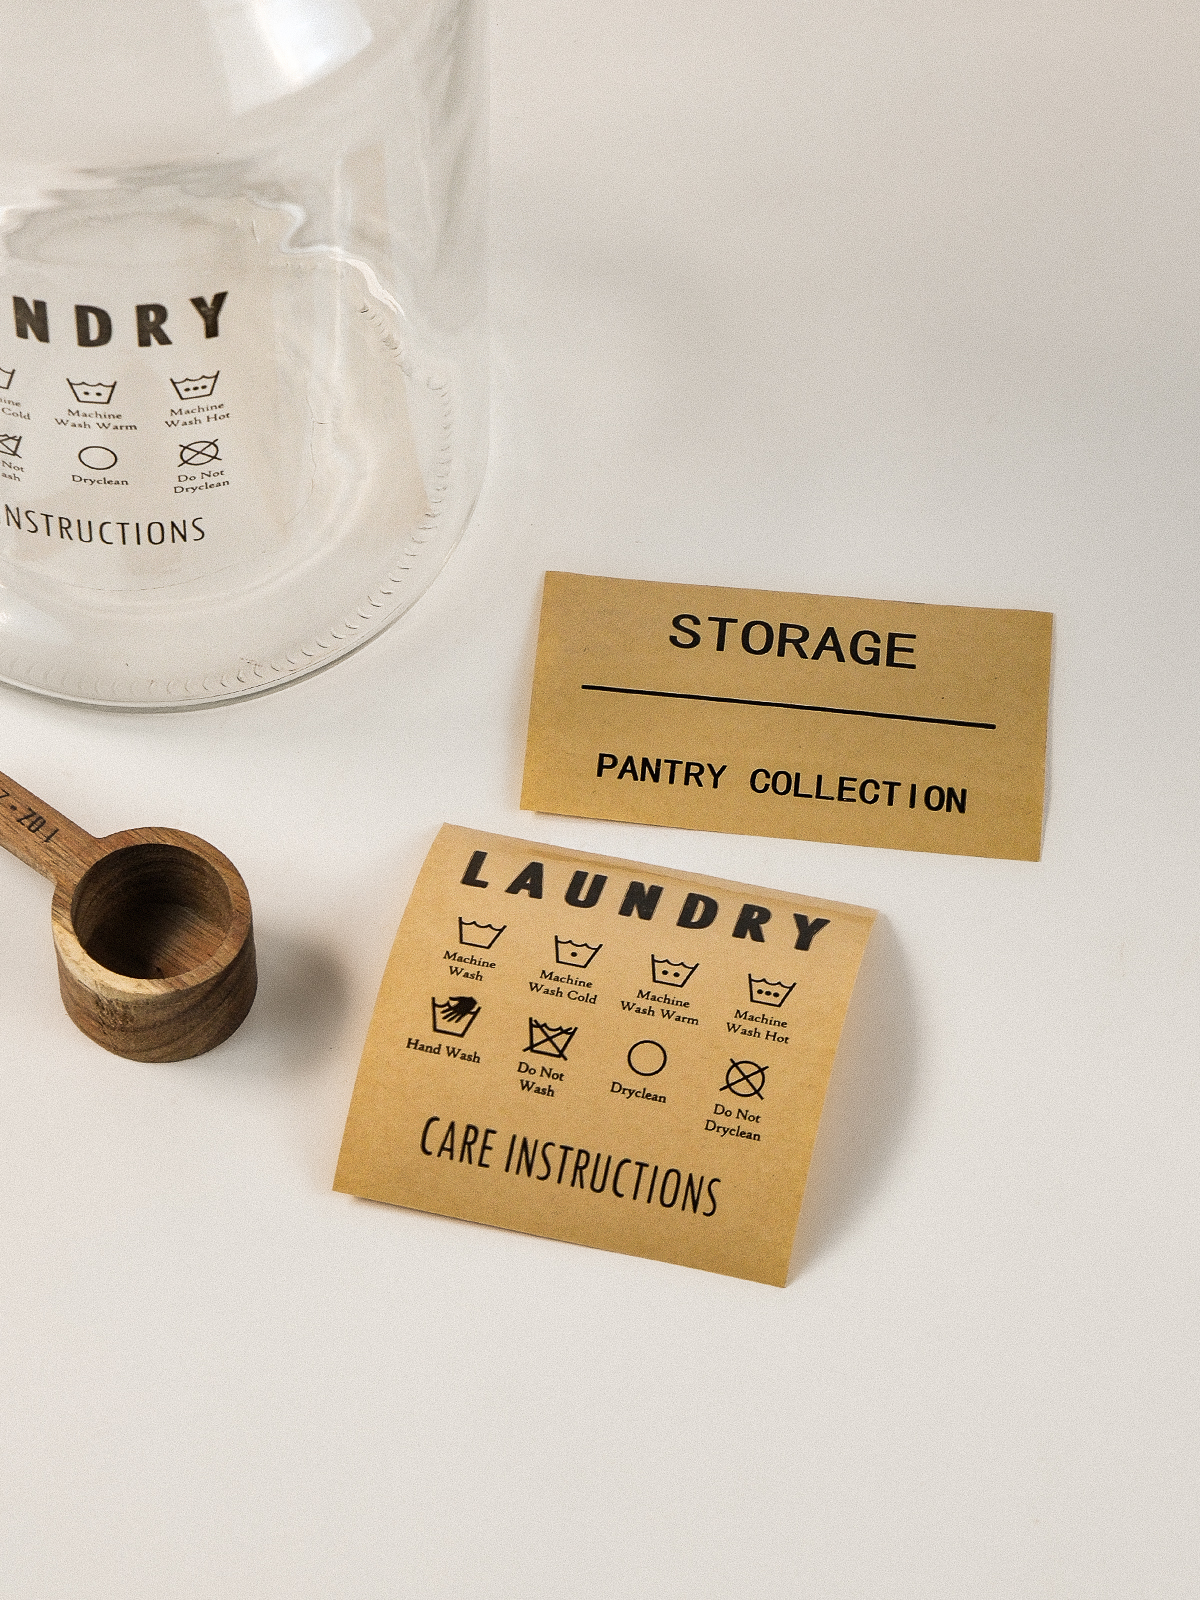 NDRY
Machine
Wash Warm
Machine
Wash Hot
Cold
Not
Dryclean
Do Not
Dryclean
NSTRUCTIONS
STORAGE
PANTRY COLLECTION
LAUNDRY
Machine
Wash
Machine
Wash Cold
Machine
Wash Warm
Machine
Wash Hot
Hand Wash
Do Not
Wash
Dryclean
Do Not
Dryclean
CARE INSTRUCTIONS